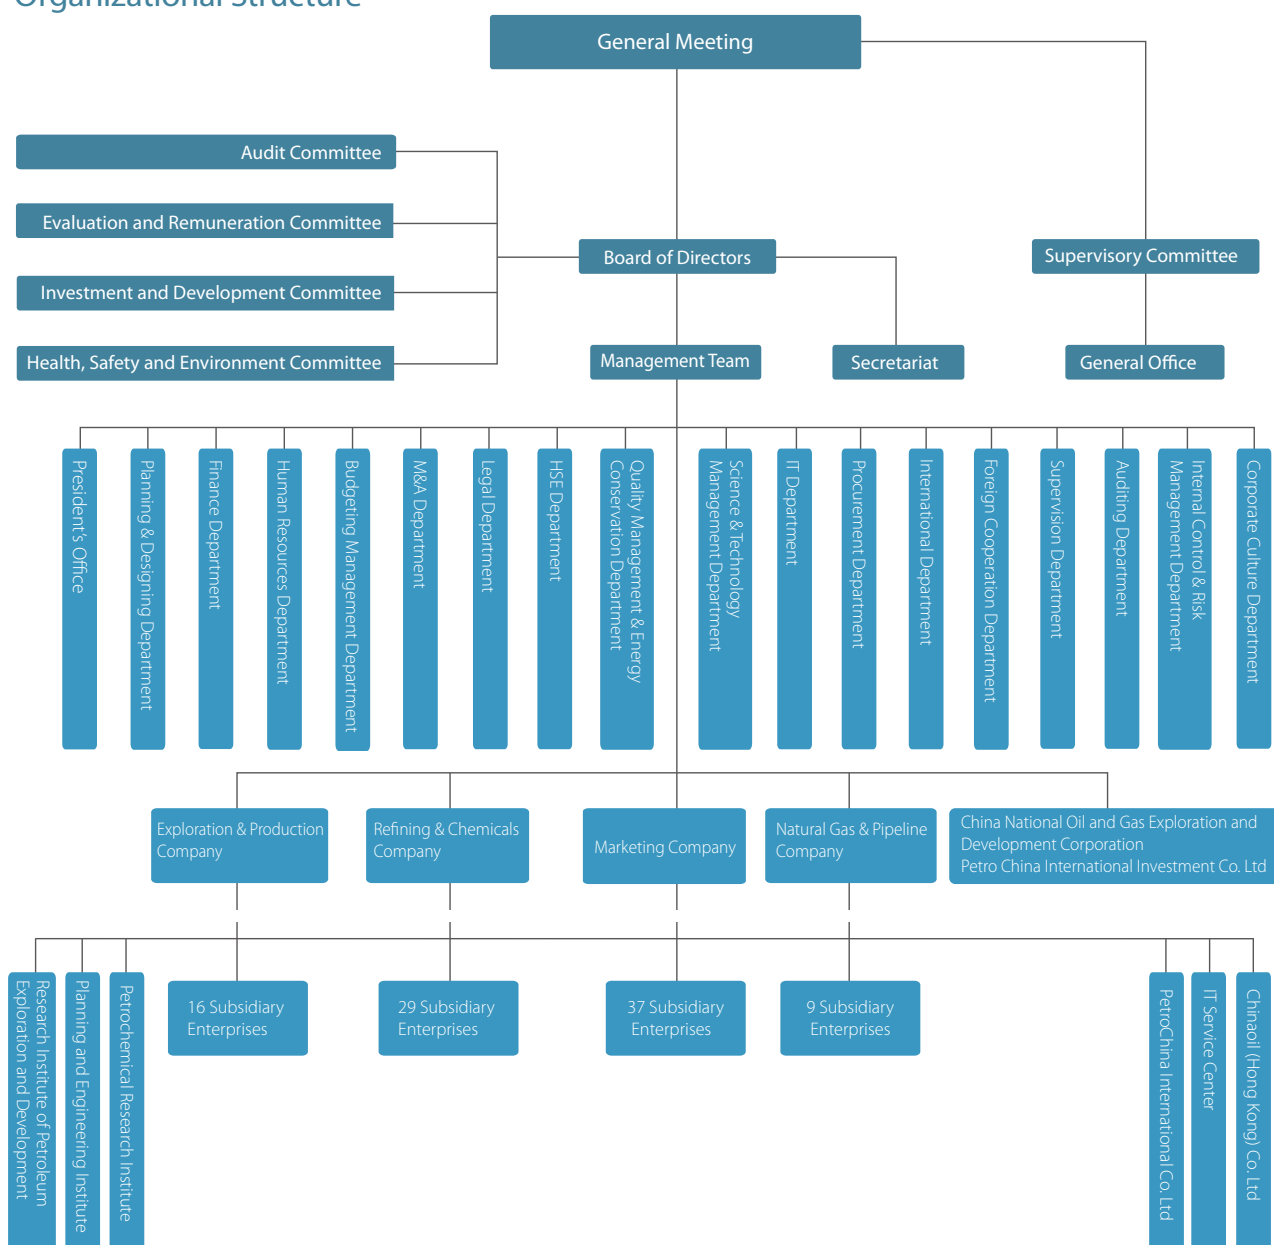 Organizational Structure
General Meeting
Audit Committee
Evaluation and Remuneration Committee
Board of Directors
Supervisory Committee
Investment and Development Committee
Health, Safety and Environment Committee
Management Team
Secretariat
General Office
President's Office
Planning & Designing Department
Finance Department
Human Resources Department
Budgeting Management Department
M&A Department
Legal Department
HSE Department
Quality Management & Energy
Conservation Department
Science & Technology
Management Department
IT Department
Procurement Department
International Department
Foreign Cooperation Department
Supervision Department
Auditing Department
Internal Control & Risk
Management Department
Corporate Culture Department
Exploration & Production
Company
Refining & Chemicals
Company
Marketing Company
Natural Gas & Pipeline
Company
China National Oil and Gas Exploration and
Development Corporation
Petro China International Investment Co. Ltd
Research Institute of Petroleum
Exploration and Development
Planning and Engineering Institute
Petrochemical Research Institute
16 Subsidiary
Enterprises
29 Subsidiary
Enterprises
37 Subsidiary
Enterprises
9 Subsidiary
Enterprises
PetroChina International Co. Ltd
IT Service Center
Chinaoil (Hong Kong) Co. Ltd